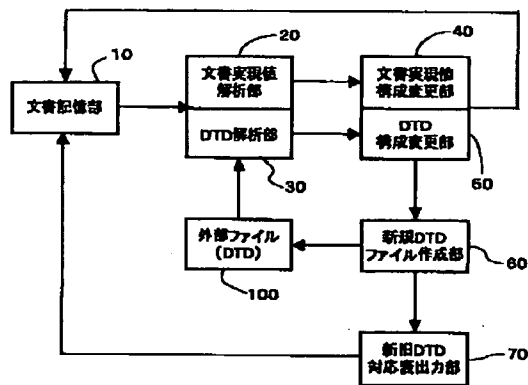 10
文書記憶部
20
文書実現値
解析部
DTD解析部
30
40
文書実現値
構成変更部
DTD
構成変更部
50
外部ファイル
(DTD)
100
新規DTD
ファイル作成部
60
新旧DTD
対応表出力部
70